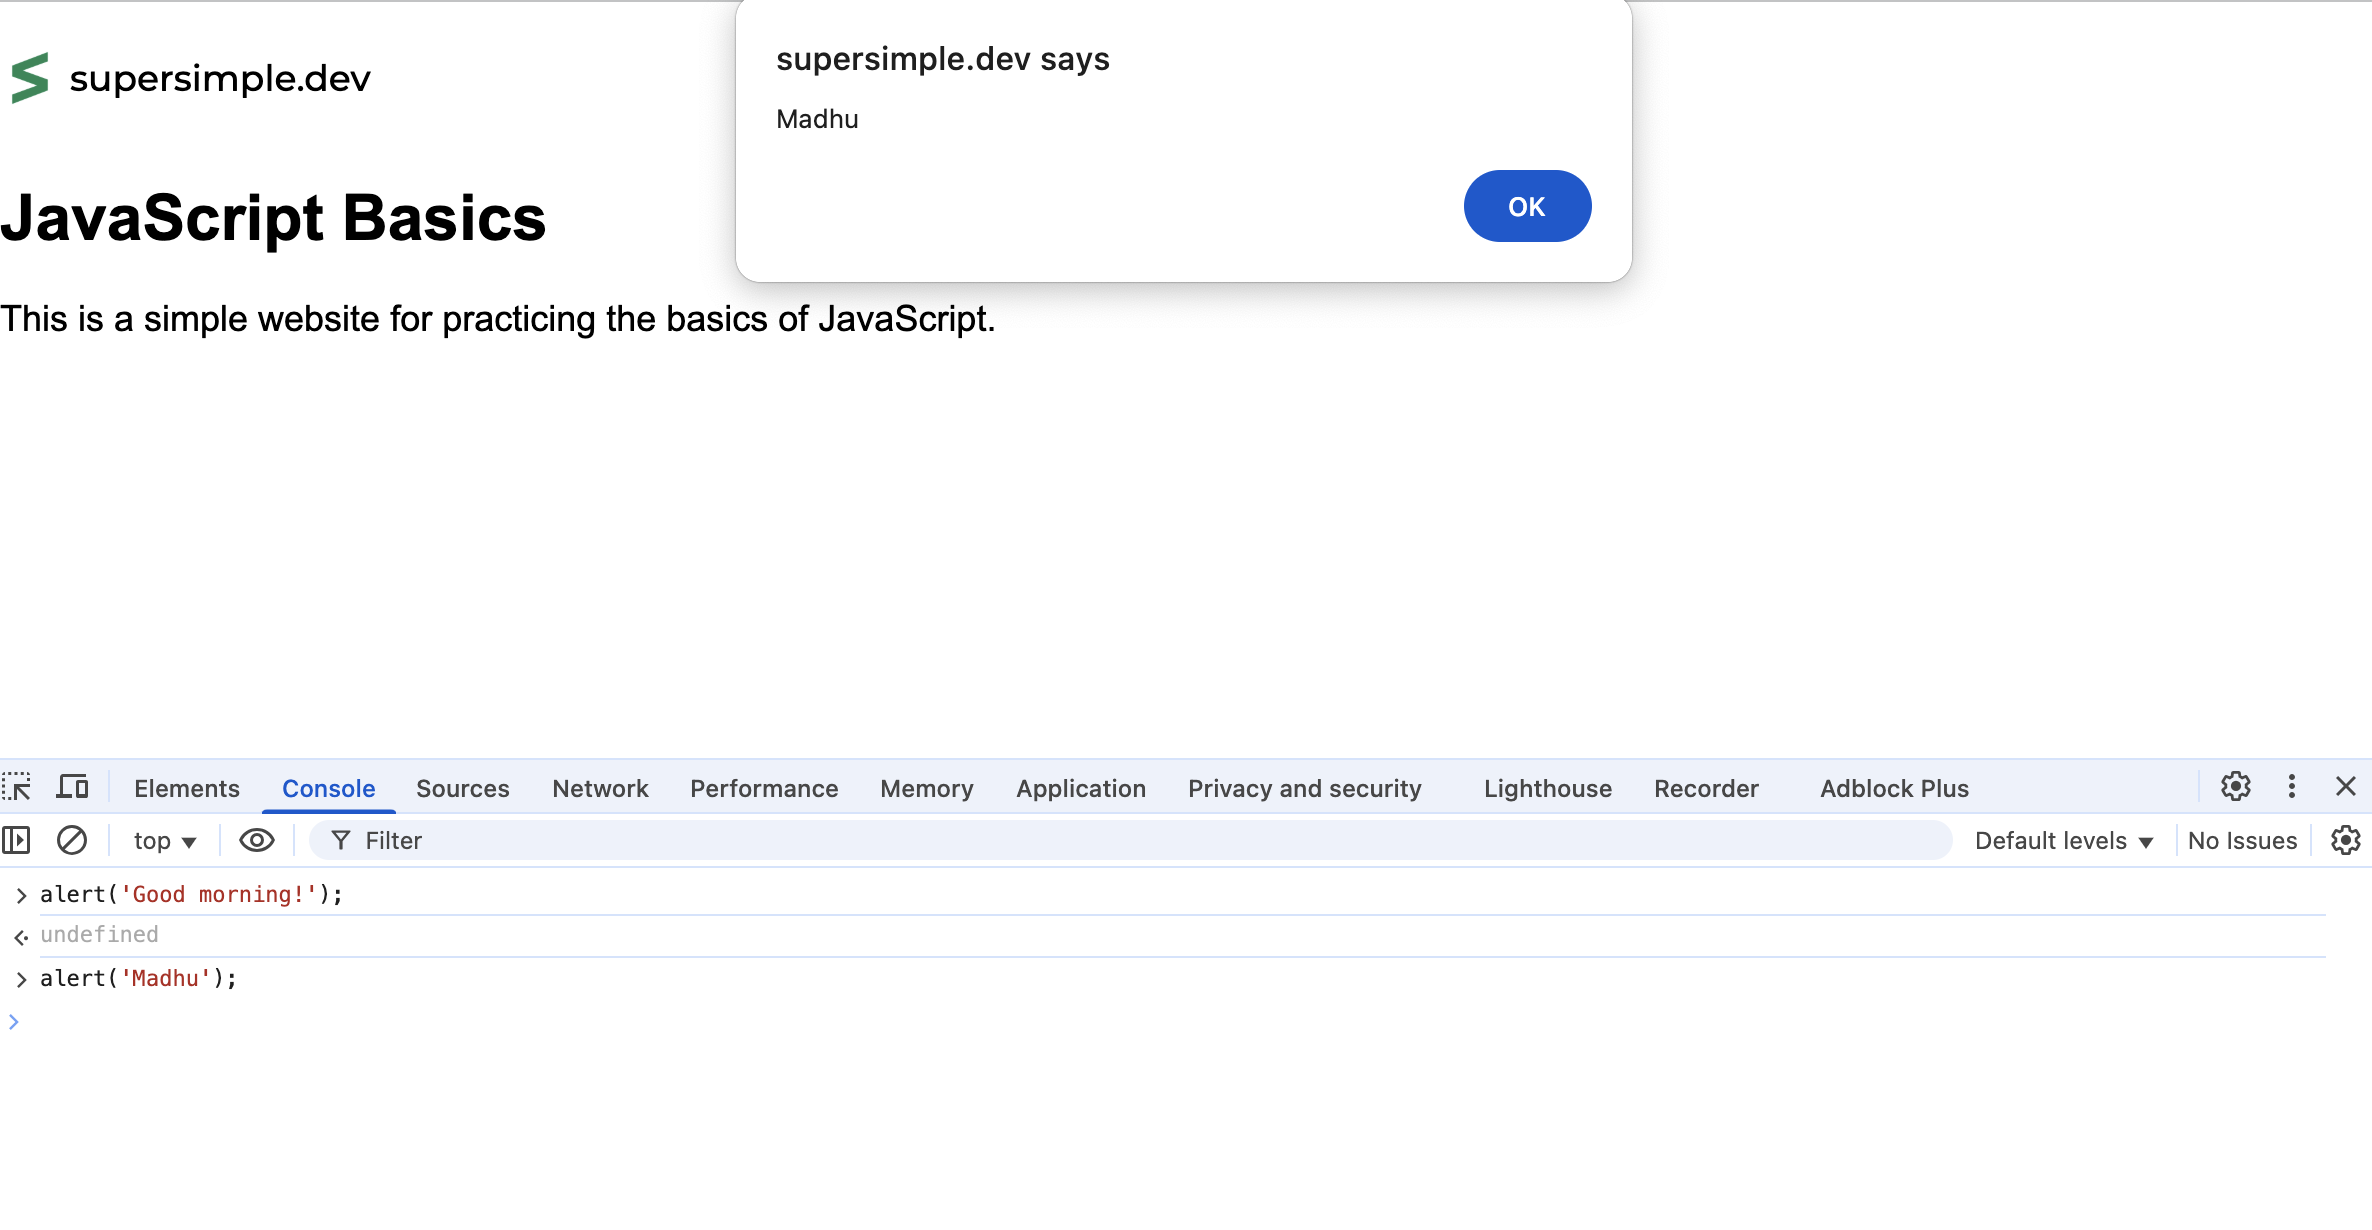 supersimple.dev says
Madhu
OK
supersimple.dev
JavaScript Basics
This is a simple website for practicing the basics of JavaScript.
Elements Console Sources Network Performance Memory Application Privacy and security Lighthouse Recorder Adblock Plus
top Filter Default levels No Issues
alert('Good morning!');
undefined
alert('Madhu');